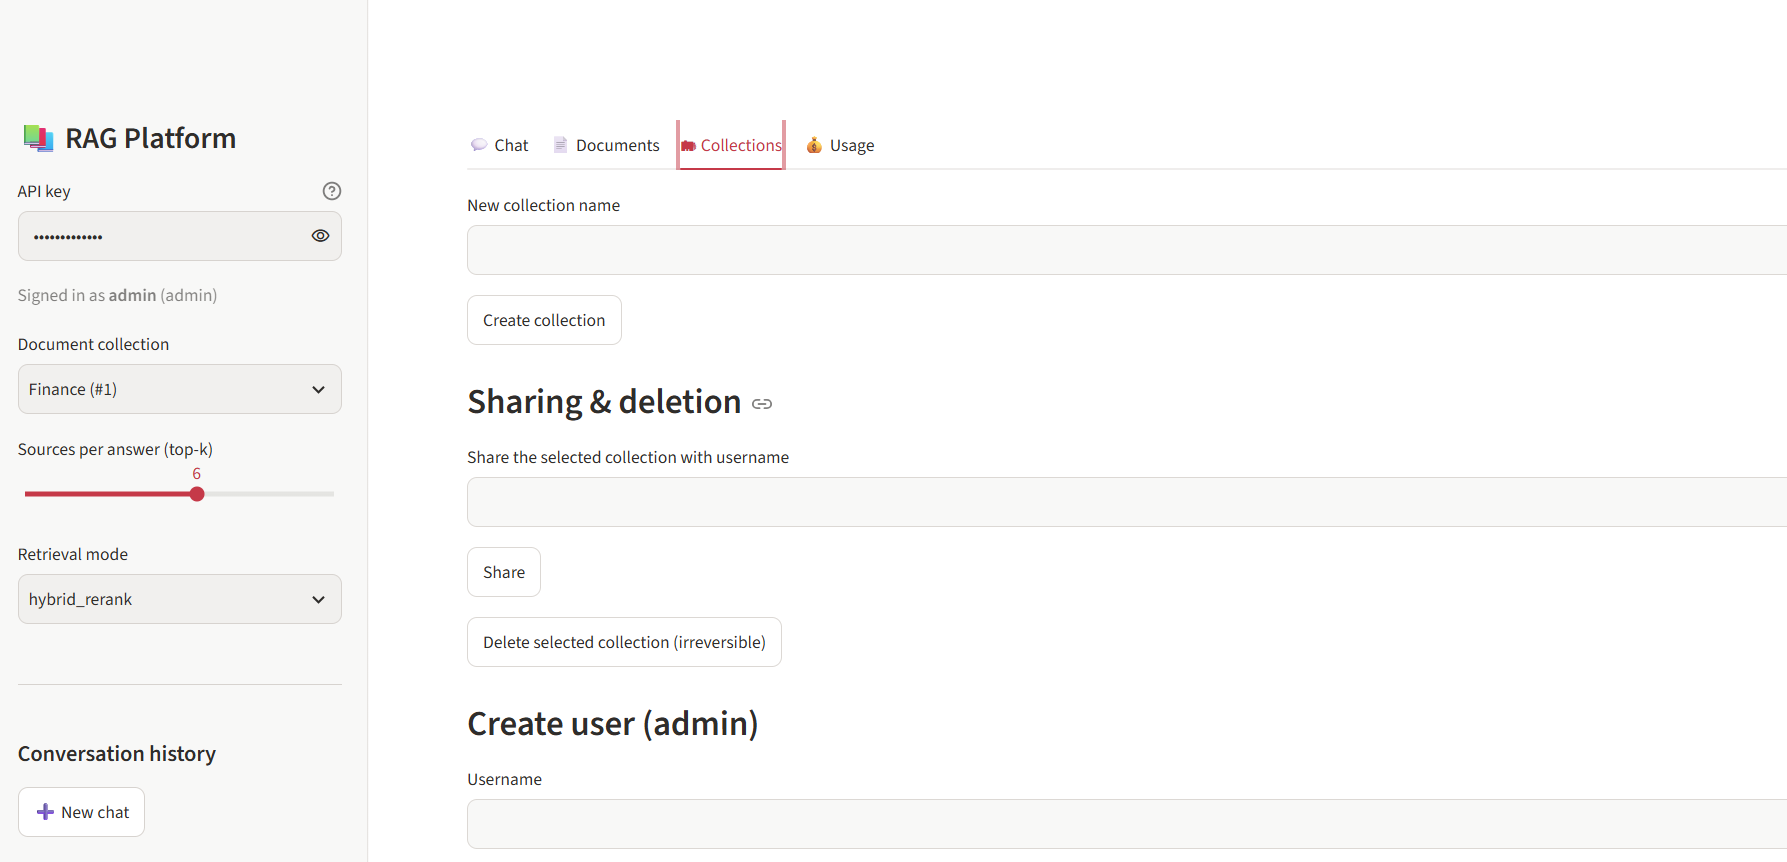 RAG Platform
API key
•••••••••••••
Signed in as admin (admin)
Document collection
Finance (#1)
Sources per answer (top-k)
6
Retrieval mode
hybrid_rerank
Conversation history
New chat
Chat Documents Collections Usage
New collection name
Create collection
Sharing & deletion
Share the selected collection with username
Share
Delete selected collection (irreversible)
Create user (admin)
Username